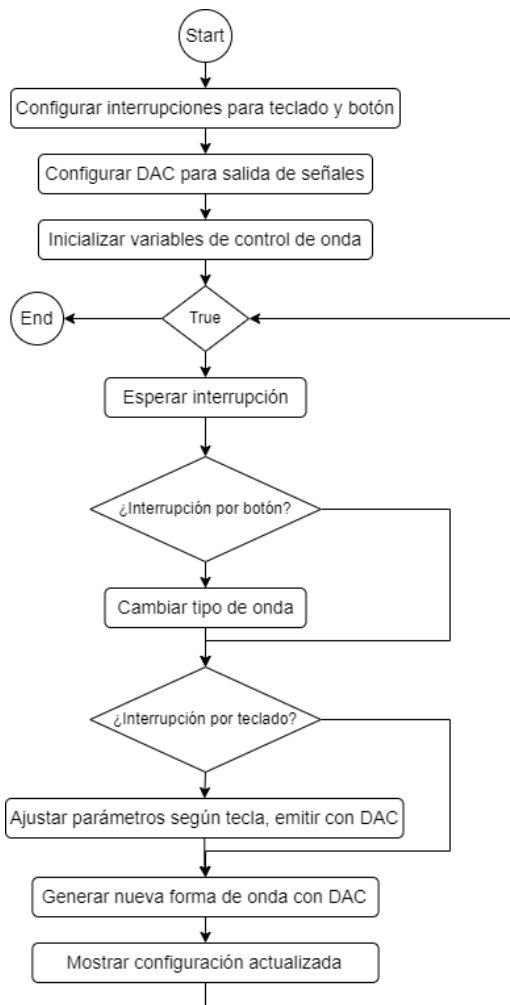 Start
Configurar interrupciones para teclado y botón
Configurar DAC para salida de señales
Inicializar variables de control de onda
End
True
Esperar interrupción
¿Interrupción por botón?
Cambiar tipo de onda
¿Interrupción por teclado?
Ajustar parámetros según tecla, emitir con DAC
Generar nueva forma de onda con DAC
Mostrar configuración actualizada